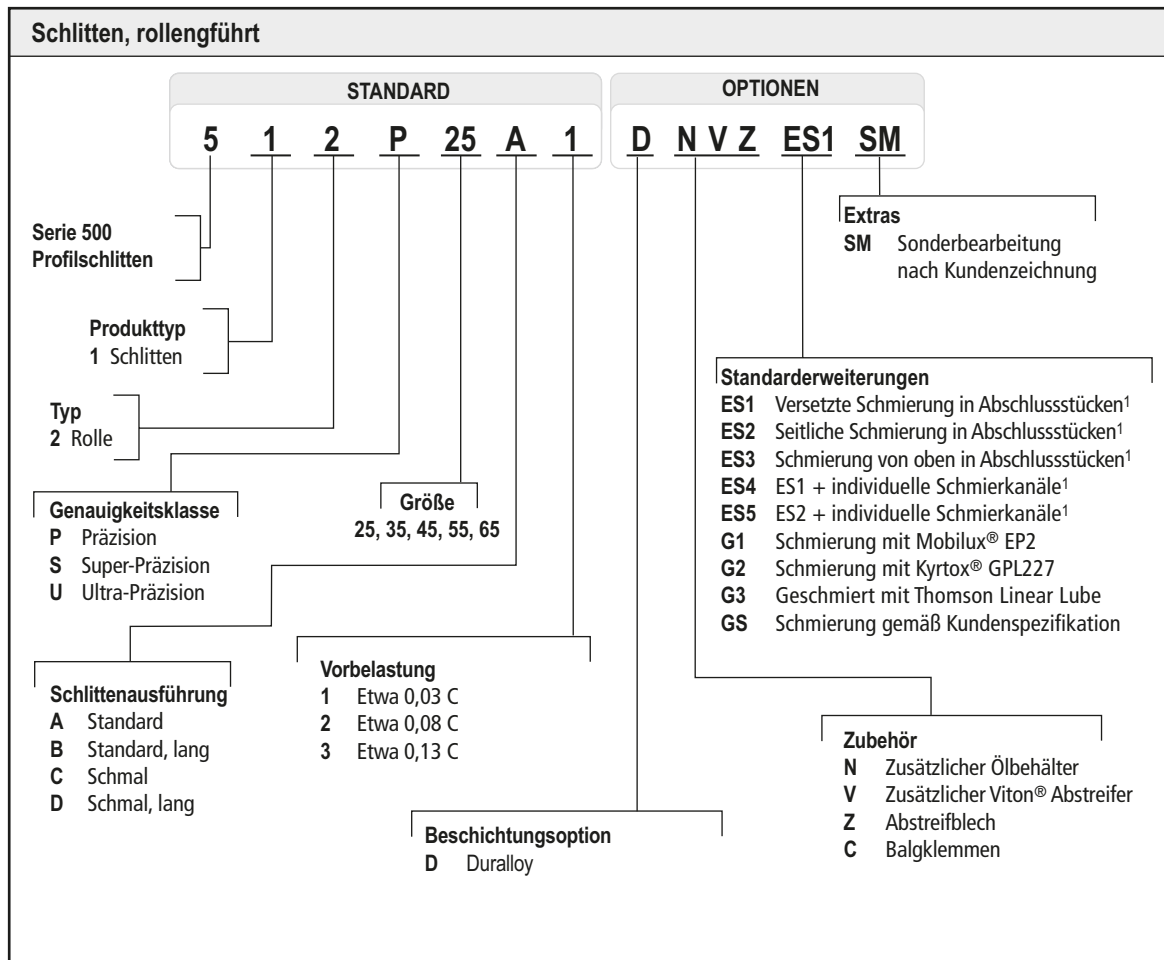 Schlitten, rollengführt
STANDARD
OPTIONEN
5 1 2 P 25 A 1 D N V Z ES1 SM
Serie 500
Profilschlitten
Produkttyp
1 Schlitten
Typ
2 Rolle
Genauigkeitsklasse
P Präzision
S Super-Präzision
U Ultra-Präzision
Größe
25, 35, 45, 55, 65
Schlittenausführung
A Standard
B Standard, lang
C Schmal
D Schmal, lang
Vorbelastung
1 Etwa 0,03 C
2 Etwa 0,08 C
3 Etwa 0,13 C
Beschichtungsoption
D Duralloy
Extras
SM Sonderbearbeitung
nach Kundenzeichnung
Standarderweiterungen
ES1 Versetzte Schmierung in Abschlussstücken¹
ES2 Seitliche Schmierung in Abschlussstücken¹
ES3 Schmierung von oben in Abschlussstücken¹
ES4 ES1 + individuelle Schmierkanäle¹
ES5 ES2 + individuelle Schmierkanäle¹
G1 Schmierung mit Mobilux® EP2
G2 Schmierung mit Kyrtox® GPL227
G3 Geschmiert mit Thomson Linear Lube
GS Schmierung gemäß Kundenspezifikation
Zubehör
N Zusätzlicher Ölbehälter
V Zusätzlicher Viton® Abstreifer
Z Abstreifblech
C Balgklemmen